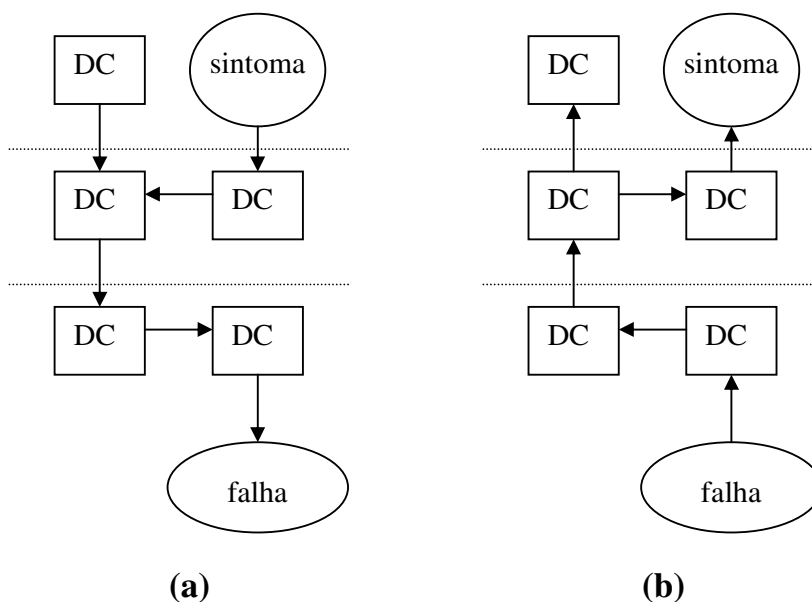 DC sintoma DC sintoma
DC DC DC DC
DC DC DC DC
falha falha
(a) (b)